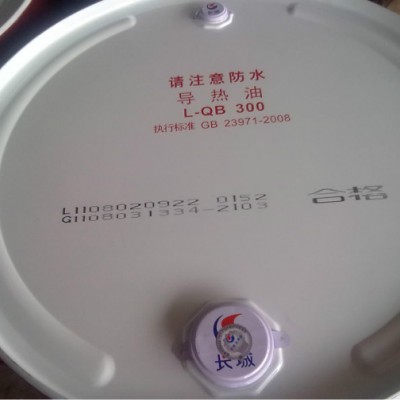 请注意防水
导热油
L-QB 300
执行标准 GB 23971-2008
L1108020922 0152 合格
G1108031334-2103
长城